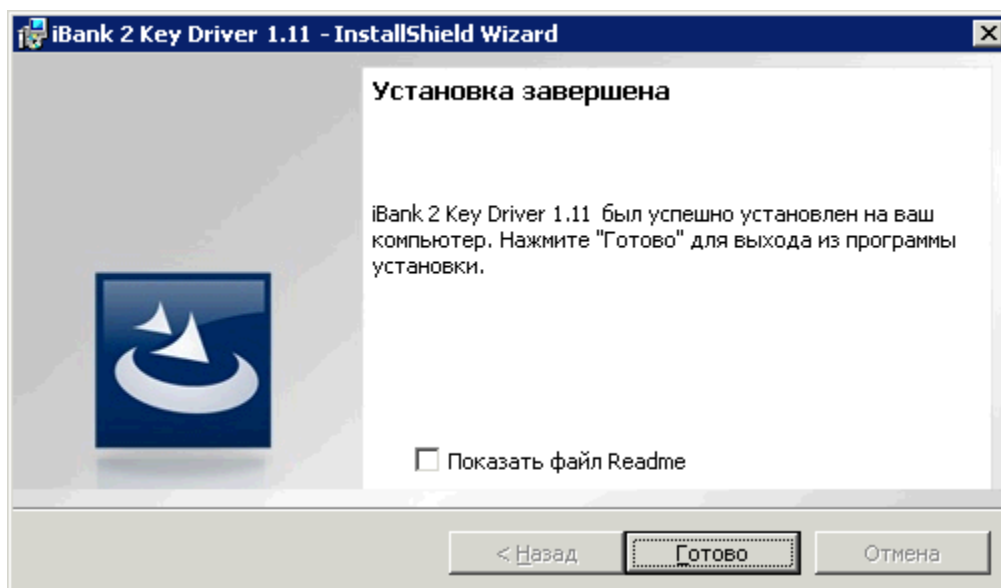 iBank 2 Key Driver 1.11 - InstallShield Wizard
Установка завершена
iBank 2 Key Driver 1.11 был успешно установлен на ваш
компьютер. Нажмите "Готово" для выхода из программы
установки.
Показать файл Readme
< Назад Готово Отмена